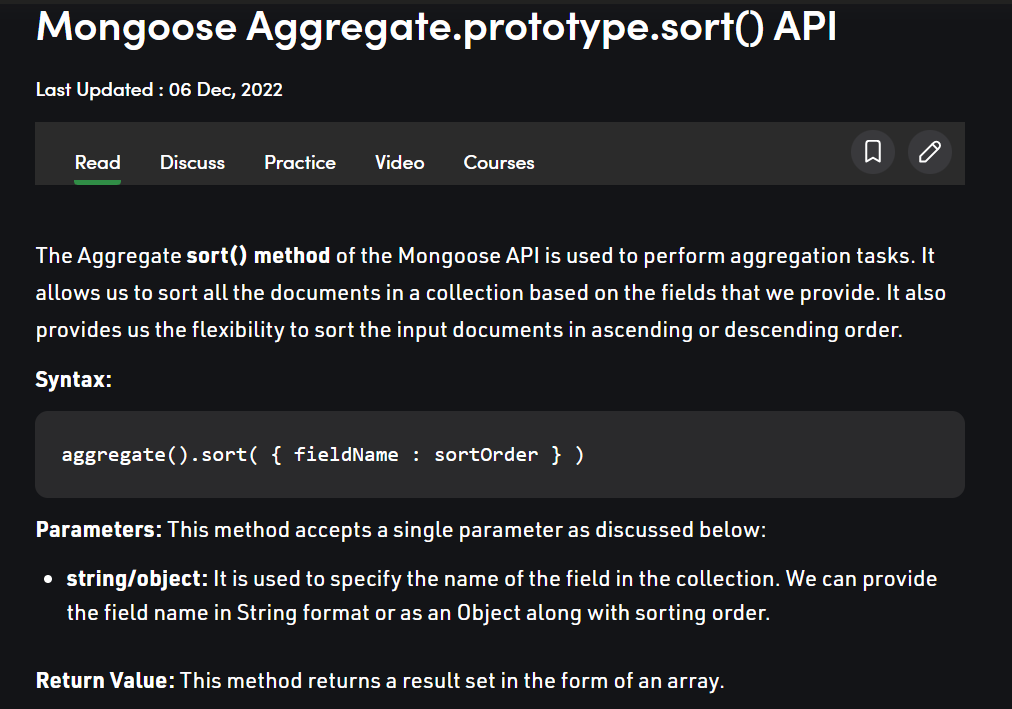 Mongoose Aggregate.prototype.sort() API
Last Updated : 06 Dec, 2022
Read Discuss Practice Video Courses
The Aggregate sort() method of the Mongoose API is used to perform aggregation tasks. It
allows us to sort all the documents in a collection based on the fields that we provide. It also
provides us the flexibility to sort the input documents in ascending or descending order.
Syntax:
aggregate().sort( { fieldName : sortOrder } )
Parameters: This method accepts a single parameter as discussed below:
• string/object: It is used to specify the name of the field in the collection. We can provide
the field name in String format or as an Object along with sorting order.
Return Value: This method returns a result set in the form of an array.